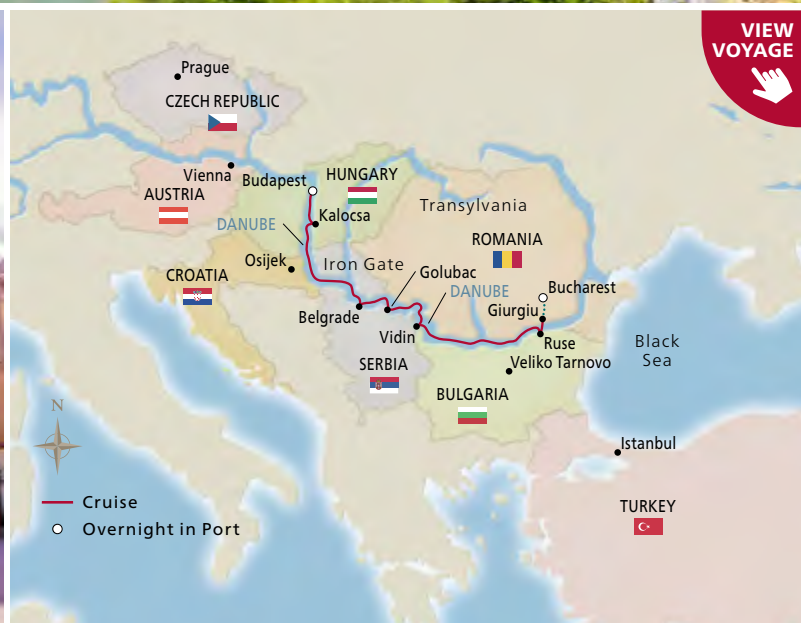 VIEW
VOYAGE
Prague
CZECH REPUBLIC
Vienna
Budapest
HUNGARY
AUSTRIA
Transylvania
Kalocsa
DANUBE
ROMANIA
Osijek
Iron Gate
Golubac
CROATIA
DANUBE
Bucharest
Giurgiu
Belgrade
Vidin
Ruse
Black
Sea
SERBIA
Veliko Tarnovo
BULGARIA
N
Istanbul
Cruise
TURKEY
Overnight in Port